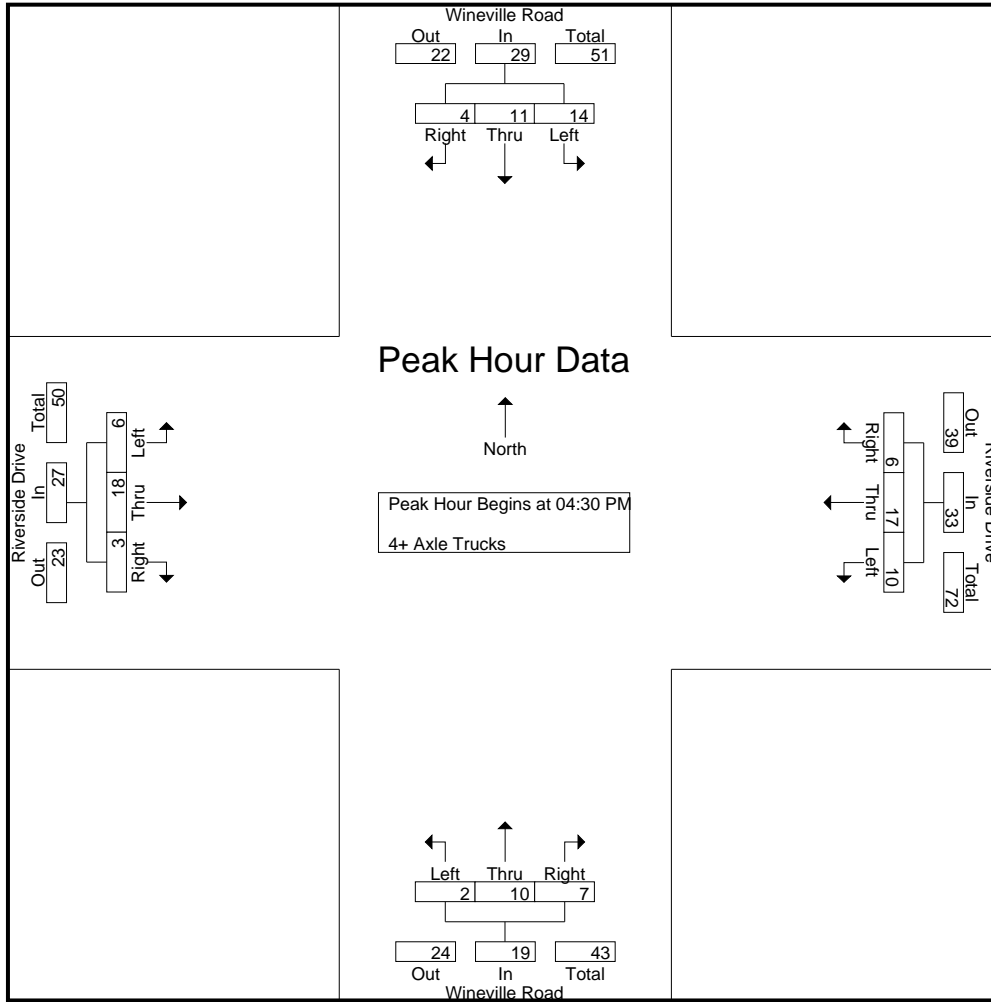 Wineville Road
Out In Total
22 29 51
4 11 14
Right Thru Left
Peak Hour Data
North
Peak Hour Begins at 04:30 PM
4+ Axle Trucks
Riverside Drive
Total In Out
50 27 23
6 18 3
Left Thru Right
Right Thru Left
6 17 10
39 33 72
Out In Total
Riverside Drive
Left Thru Right
2 10 7
24 19 43
Out In Total
Wineville Road